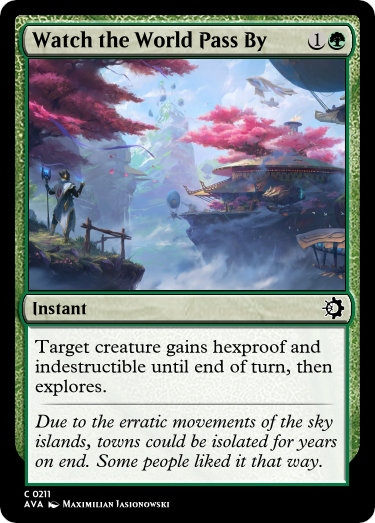 Watch the World Pass By 1
Instant
Target creature gains hexproof and
indestructible until end of turn, then
explores.
Due to the erratic movements of the sky
islands, towns could be isolated for years
on end. Some people liked it that way.
C 0211
AVA Maximilian Jasionowski